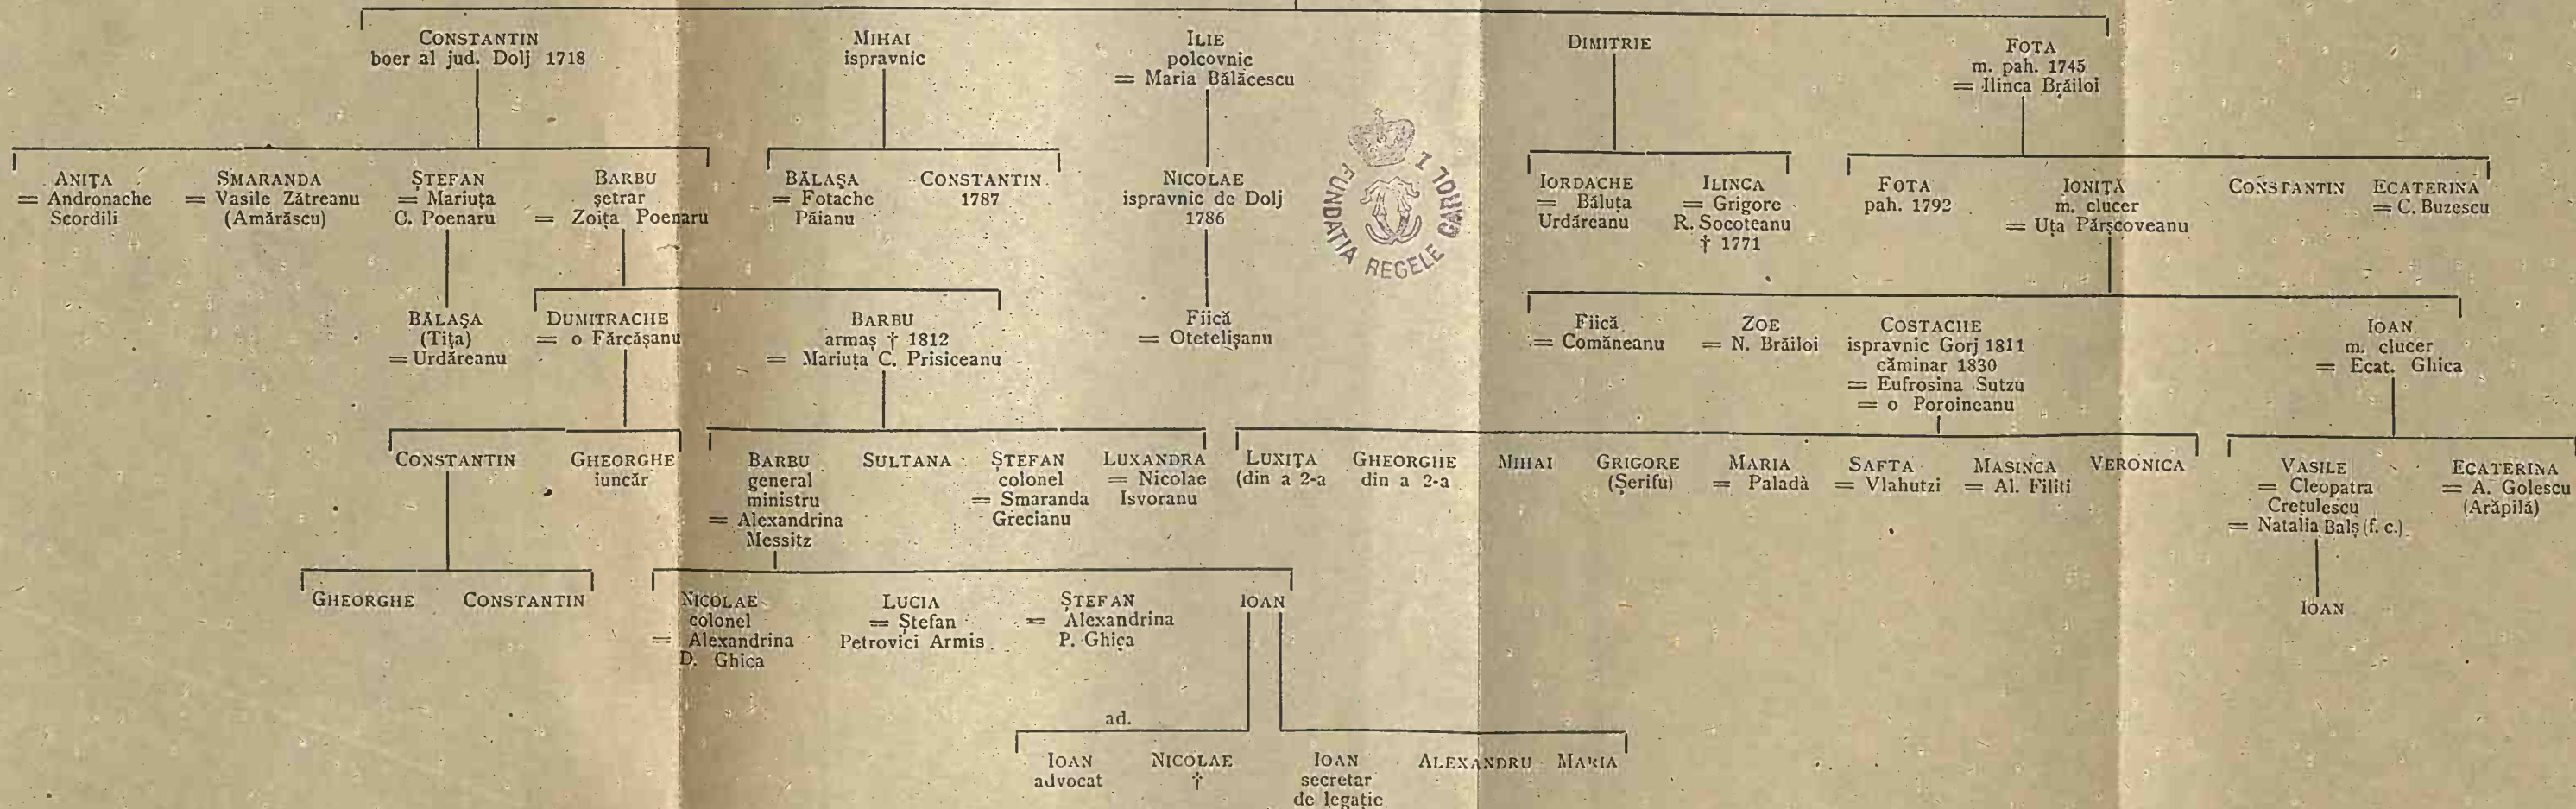 CONSTANTIN
boer al jud. Dolj 1718
MIHAI
ispravnic
ILIE
polcovnic
= Maria Bălăcescu
DIMITRIE
FOTA
m. pah. 1745
= Ilinca Brăiloi
ANIȚA
= Andronache
Scordili
SMARANDA
= Vasile Zătreanu
(Amărăscu)
ȘTEFAN
= Mariuța
C. Poenaru
BARBU
șetrar
= Zoița Poenaru
BĂLAȘA
= Fotache
Păianu
CONSTANTIN
1787
NICOLAE
ispravnic de Dolj
1786
FUNDATIA REGELE CAROL I
IORDACHE
= Băluța
Urdăreanu
ILINCA
= Grigore
R. Socoteanu
† 1771
FOTA
pah. 1792
IONIȚĂ
m. clucer
= Uța Părșcoveanu
CONSTANTIN
ECATERINA
= C. Buzescu
BĂLAȘA
(Tița)
= Urdăreanu
DUMITRACHE
= o Fărcășanu
BARBU
armaș † 1812
= Mariuța C. Prisiceanu
Fiică
= Otetelișanu
Fiică
= Comăneanu
ZOE
= N. Brăiloi
COSTACHE
ispravnic Gorj 1811
căminar 1830
= Eufrosina Sutzu
= o Poroineanu
IOAN
m. clucer
= Ecat. Ghica
CONSTANTIN
GHEORGHE
iuncăr
BARBU
general
ministru
= Alexandrina
Messitz
SULTANA
ȘTEFAN
colonel
= Smaranda
Grecianu
LUXANDRA
= Nicolae
Isvoranu
LUXIȚA
(din a 2-a
GHEORGHE
din a 2-a
MIHAI
GRIGORE
(Șerifu)
MARIA
= Paladà
SAFTA
= Vlahutzi
MASINCA
= Al. Filiti
VERONICA
VASILE
= Cleopatra
Crețulescu
= Natalia Balș (f. c.)
ECATERINA
= A. Golescu
(Arăpilă)
GHEORGHE
CONSTANTIN
NICOLAE
colonel
= Alexandrina
D. Ghica
LUCIA
= Ștefan
Petrovici Armis
ȘTEFAN
= Alexandrina
P. Ghica
IOAN
IOAN
ad.
IOAN
advocat
NICOLAE
†
IOAN
secretar
de legație
ALEXANDRU
MARIA